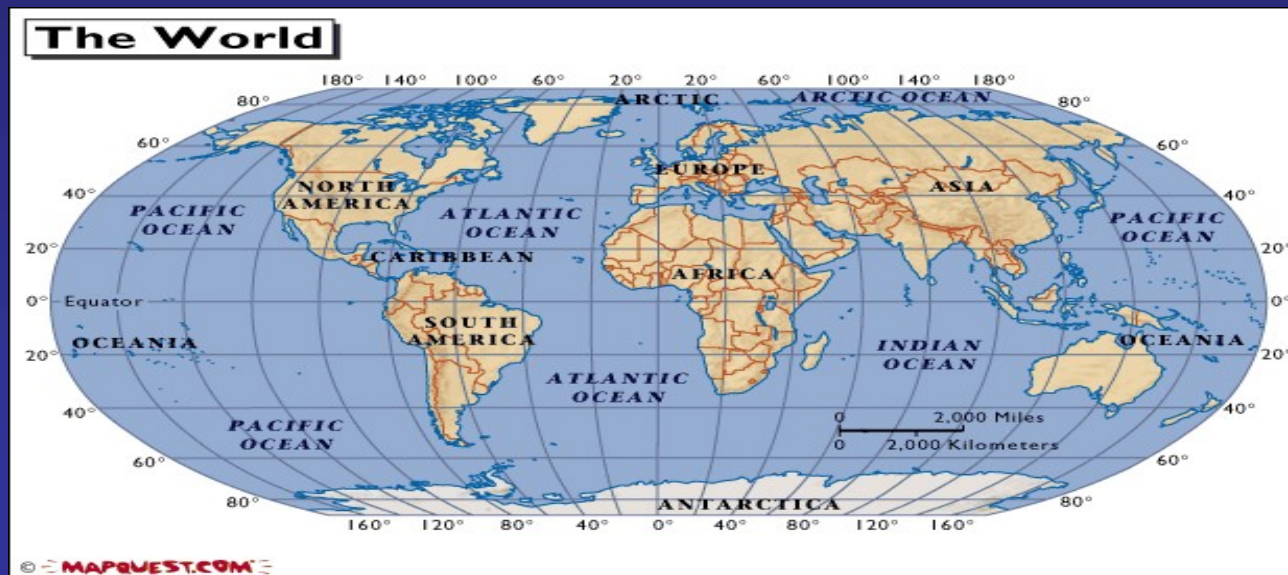 The World
180° 140° 100° 60° 20° 20° 60° 100° 140° 180°
80° ARCTIC ARCTIC OCEAN 80°
60° 60°
EUROPE
40° NORTH AMERICA ASIA 40°
PACIFIC OCEAN ATLANTIC OCEAN PACIFIC OCEAN
20° CARIBBEAN 20°
AFRICA
0° Equator 0°
SOUTH AMERICA
OCEANIA INDIAN OCEAN OCEANIA
20° 20°
ATLANTIC OCEAN
40° 40°
PACIFIC OCEAN
0 2,000 Miles
0 2,000 Kilometers
60° 60°
80° ANTARCTICA 80°
160° 120° 80° 40° 0° 40° 80° 120° 160°
© MAPQUEST.COM